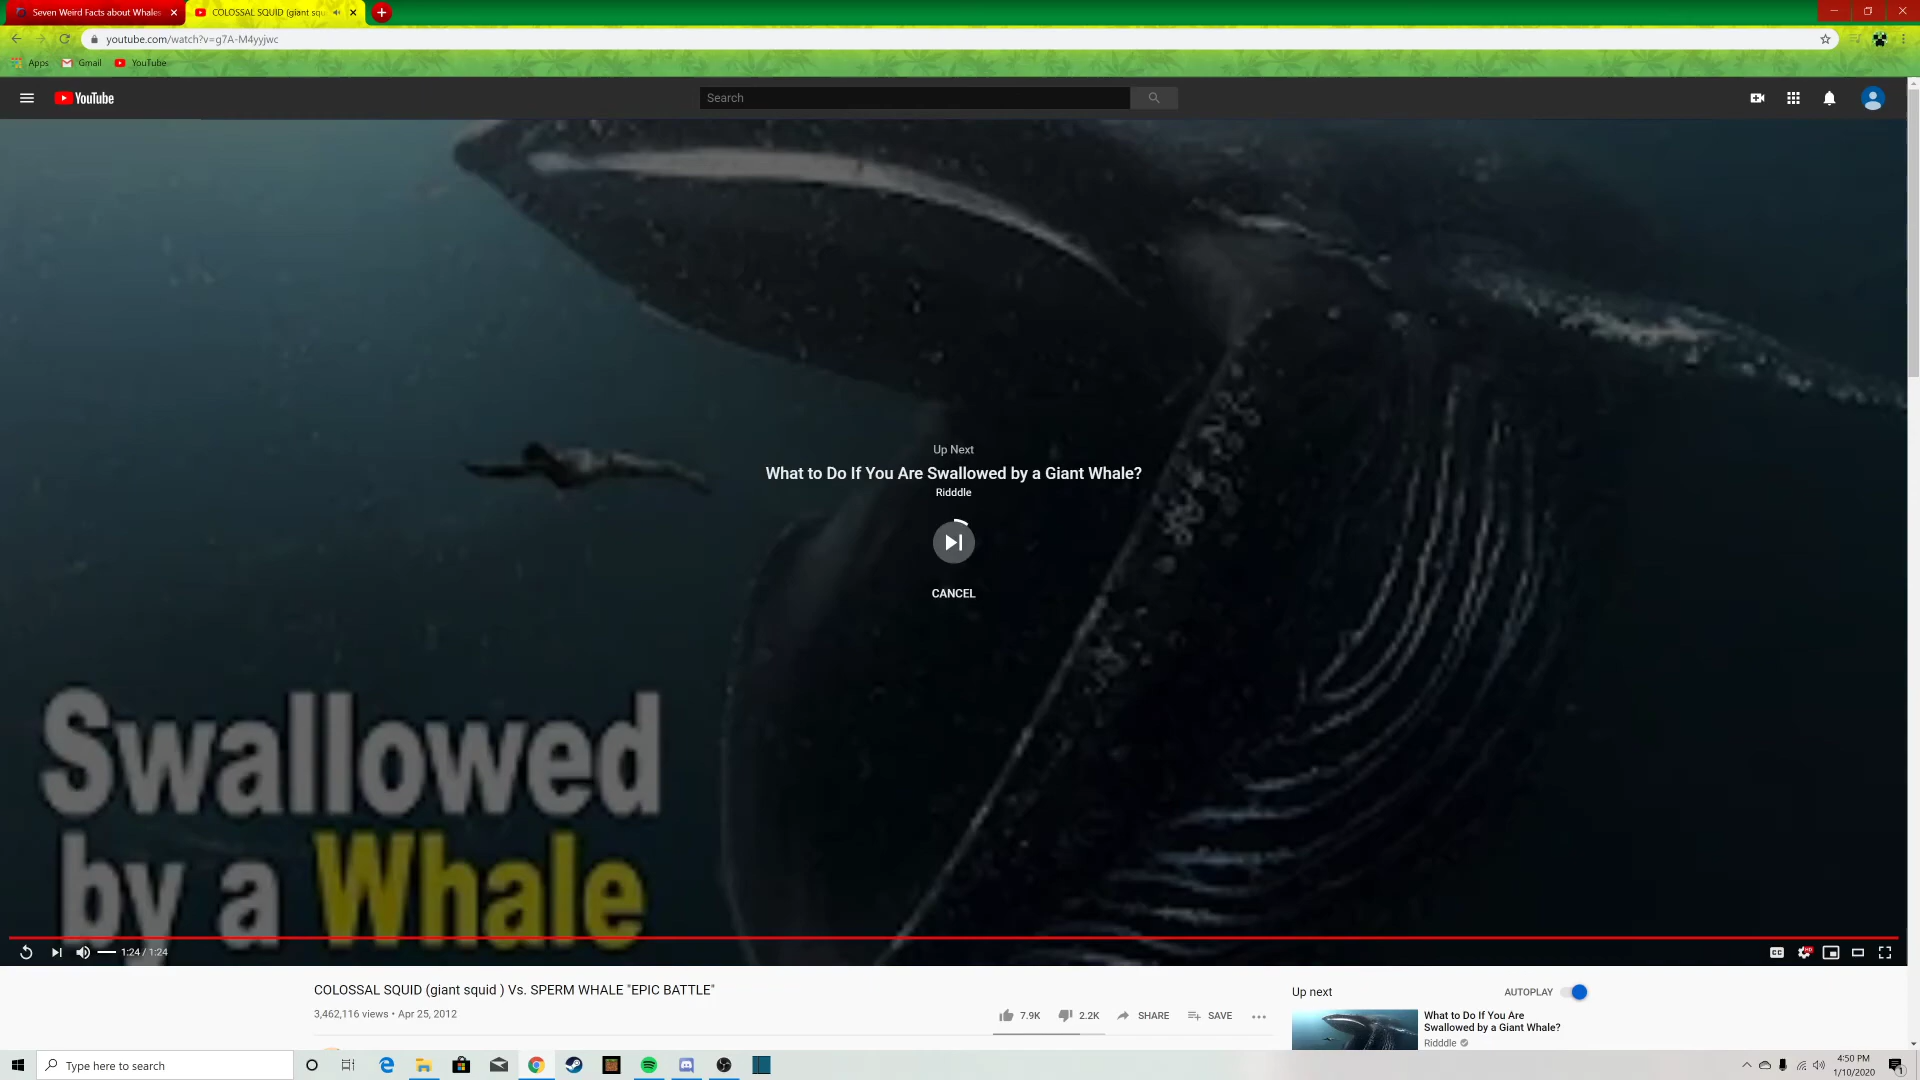 Seven Weird Facts about Whales
COLOSSAL SQUID (giant squ
youtube.com/watch?v=g7A-M4yyjwc
Apps
Gmail
YouTube
YouTube
Search
Up Next
What to Do If You Are Swallowed by a Giant Whale?
Ridddle
CANCEL
Swallowed
by a Whale
1:24 / 1:24
CC
HD
COLOSSAL SQUID (giant squid ) Vs. SPERM WHALE "EPIC BATTLE"
3,462,116 views • Apr 25, 2012
7.9K
2.2K
SHARE
SAVE
Up next
AUTOPLAY
What to Do If You Are
Swallowed by a Giant Whale?
Ridddle
Type here to search
4:50 PM
1/10/2020
1